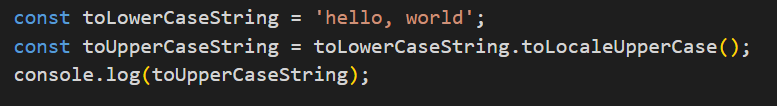 const toLowerCaseString = 'hello, world';
const toUpperCaseString = toLowerCaseString.toLocaleUpperCase();
console.log(toUpperCaseString);